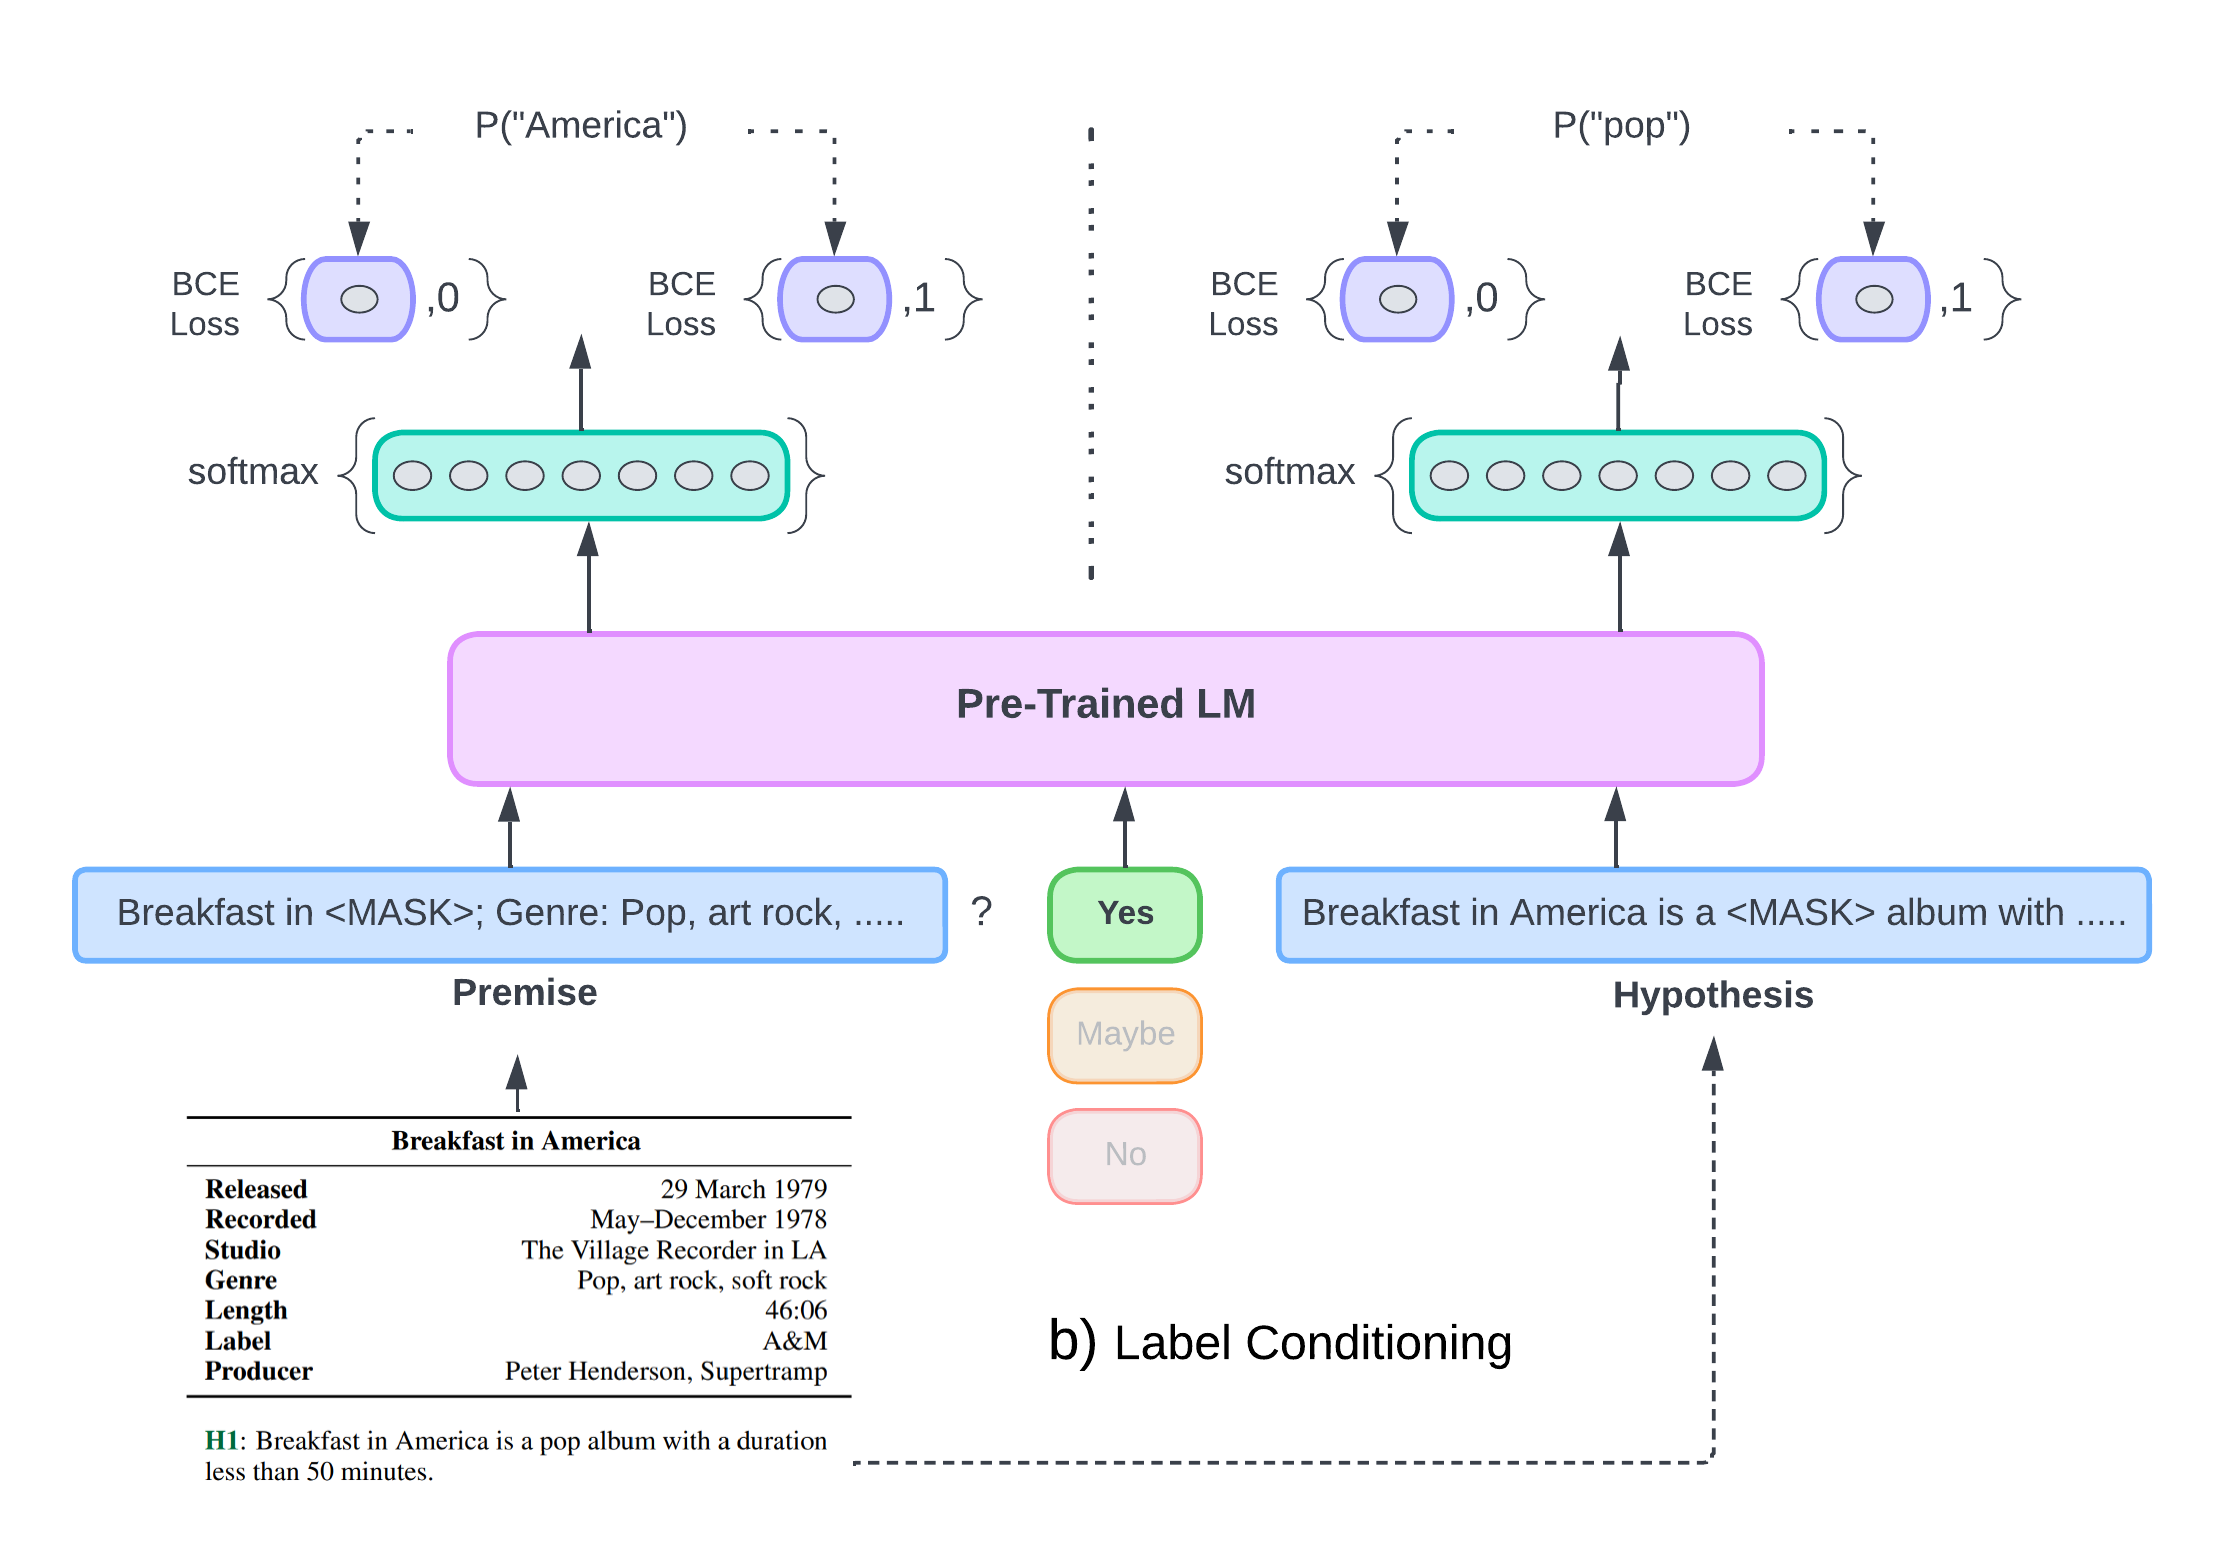 P("America")
P("pop")
BCE Loss { ,0 }
BCE Loss { ,1 }
BCE Loss { ,0 }
BCE Loss { ,1 }
softmax
softmax
Pre-Trained LM
Breakfast in <MASK>; Genre: Pop, art rock, .....
?
Yes
Breakfast in America is a <MASK> album with .....
Premise
Hypothesis
Maybe
No
Breakfast in America
Released 29 March 1979
Recorded May–December 1978
Studio The Village Recorder in LA
Genre Pop, art rock, soft rock
Length 46:06
Label A&M
Producer Peter Henderson, Supertramp
H1: Breakfast in America is a pop album with a duration
less than 50 minutes.
b) Label Conditioning